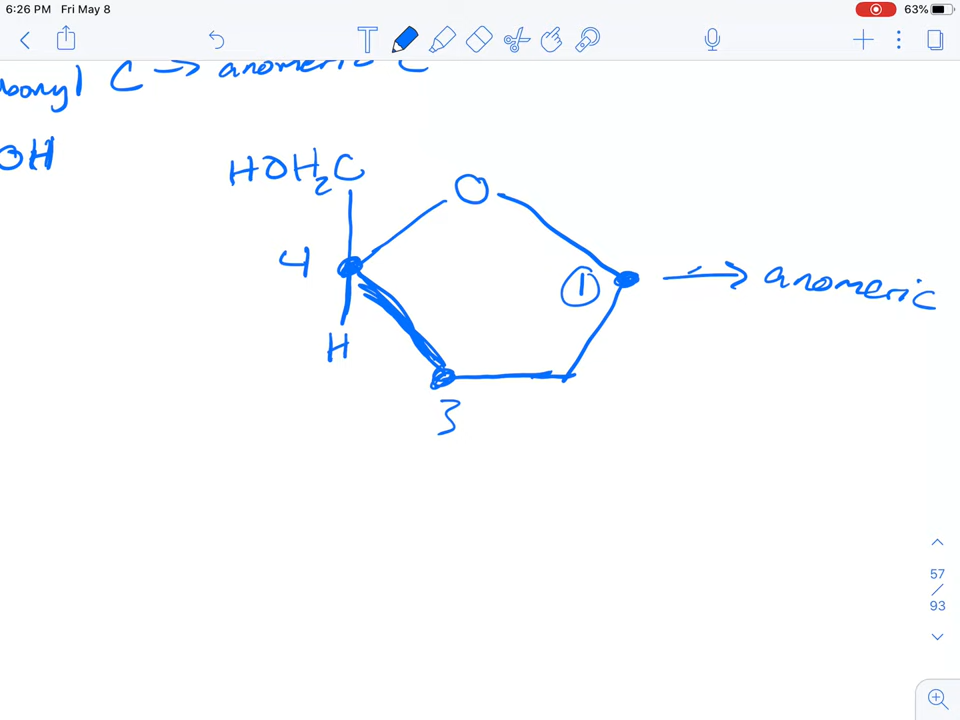 6:26 PM Fri May 8
63%
T
C → anomeric C
OH
HOH₂C
O
4
① → anomeric
H
3
57
/
93